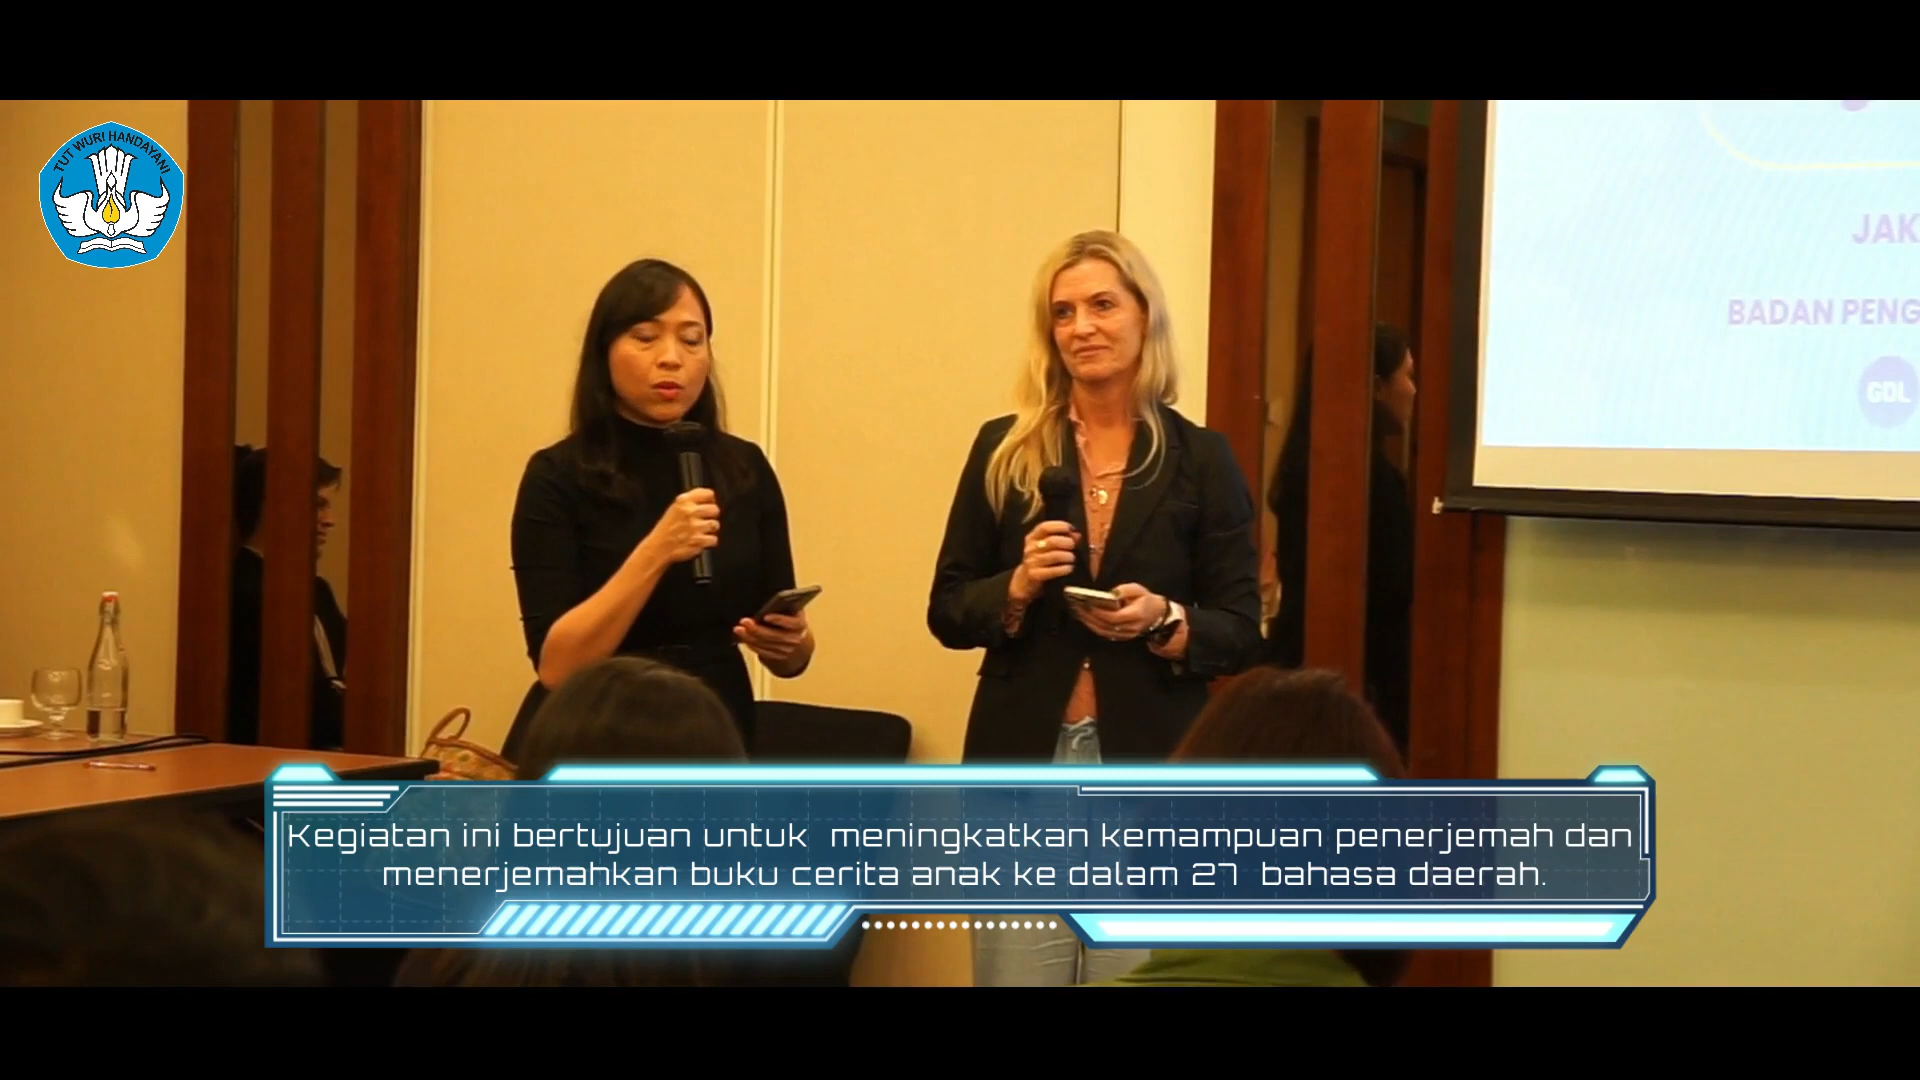 TUT WURI HANDAYANI
JAK
BADAN PENG
GDL
Kegiatan ini bertujuan untuk meningkatkan kemampuan penerjemah dan
menerjemahkan buku cerita anak ke dalam 27 bahasa daerah.